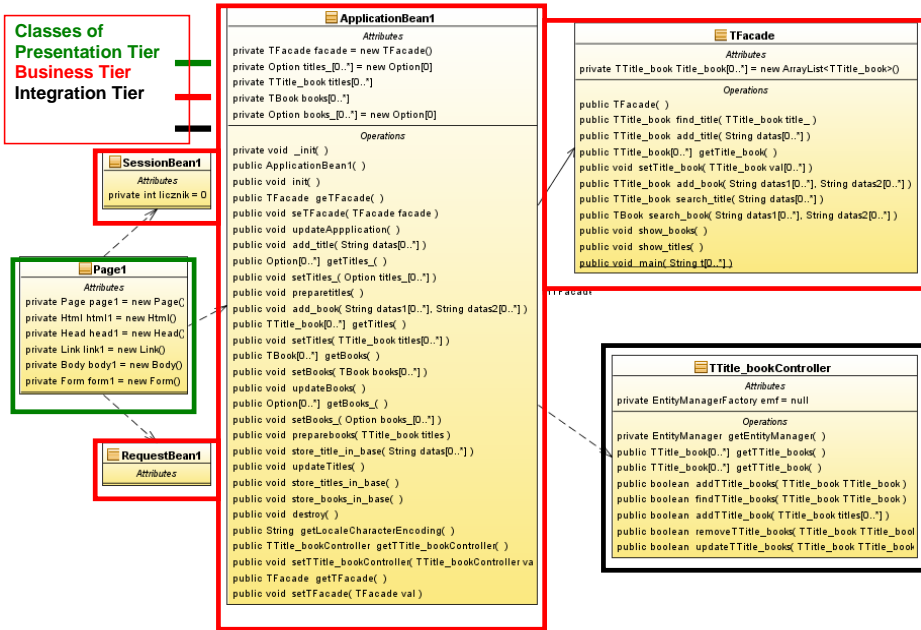 Classes of
Presentation Tier
Business Tier
Integration Tier
SessionBean1
Attributes
private int licznik = 0
Page1
Attributes
private Page page1 = new Page(
private Html html1 = new Html()
private Head head1 = new Head(
private Link link1 = new Link()
private Body body1 = new Body()
private Form form1 = new Form()
RequestBean1
Attributes
ApplicationBean1
Attributes
private TFacade facade = new TFacade()
private Option titles_[0..*] = new Option[0]
private TTitle_book titles[0..*]
private TBook books[0..*]
private Option books_[0..*] = new Option[0]
Operations
private void _init( )
public ApplicationBean1( )
public void init( )
public TFacade geTFacade( )
public void seTFacade( TFacade facade )
public void updateAppplication( )
public void add_title( String datas[0..*] )
public Option[0..*] getTitles_( )
public void setTitles_( Option titles_[0..*] )
public void preparetitles( )
public void add_book( String datas1[0..*], String datas2[0..*] )
public TTitle_book[0..*] getTitles( )
public void setTitles( TTitle_book titles[0..*] )
public TBook[0..*] getBooks( )
public void setBooks( TBook books[0..*] )
public void updateBooks( )
public Option[0..*] getBooks_( )
public void setBooks_( Option books_[0..*] )
public void preparebooks( TTitle_book titles )
public void store_title_in_base( String datas[0..*] )
public void updateTitles( )
public void store_titles_in_base( )
public void store_books_in_base( )
public void destroy( )
public String getLocaleCharacterEncoding( )
public TTitle_bookController getTTitle_bookController( )
public void setTTitle_bookController( TTitle_bookController va
public TFacade getTFacade( )
public void setTFacade( TFacade val )
TFacade
Attributes
private TTitle_book Title_book[0..*] = new ArrayList<TTitle_book>()
Operations
public TFacade( )
public TTitle_book find_title( TTitle_book title_ )
public TTitle_book add_title( String datas[0..*] )
public TTitle_book[0..*] getTitle_book( )
public void setTitle_book( TTitle_book val[0..*] )
public TTitle_book add_book( String datas1[0..*], String datas2[0..*] )
public TTitle_book search_title( String datas[0..*] )
public TBook search_book( String datas1[0..*], String datas2[0..*] )
public void show_books( )
public void show_titles( )
public void main( String t[0..*] )
TTitle_bookController
Attributes
private EntityManagerFactory emf = null
Operations
private EntityManager getEntityManager( )
public TTitle_book[0..*] getTTitle_books( )
public TTitle_book[0..*] getTTitle_book( )
public boolean addTTitle_books( TTitle_book TTitle_book )
public boolean findTTitle_books( TTitle_book TTitle_book )
public boolean addTTitle_book( TTitle_book titles[0..*] )
public boolean removeTTitle_books( TTitle_book TTitle_bool
public boolean updateTTitle_books( TTitle_book TTitle_book